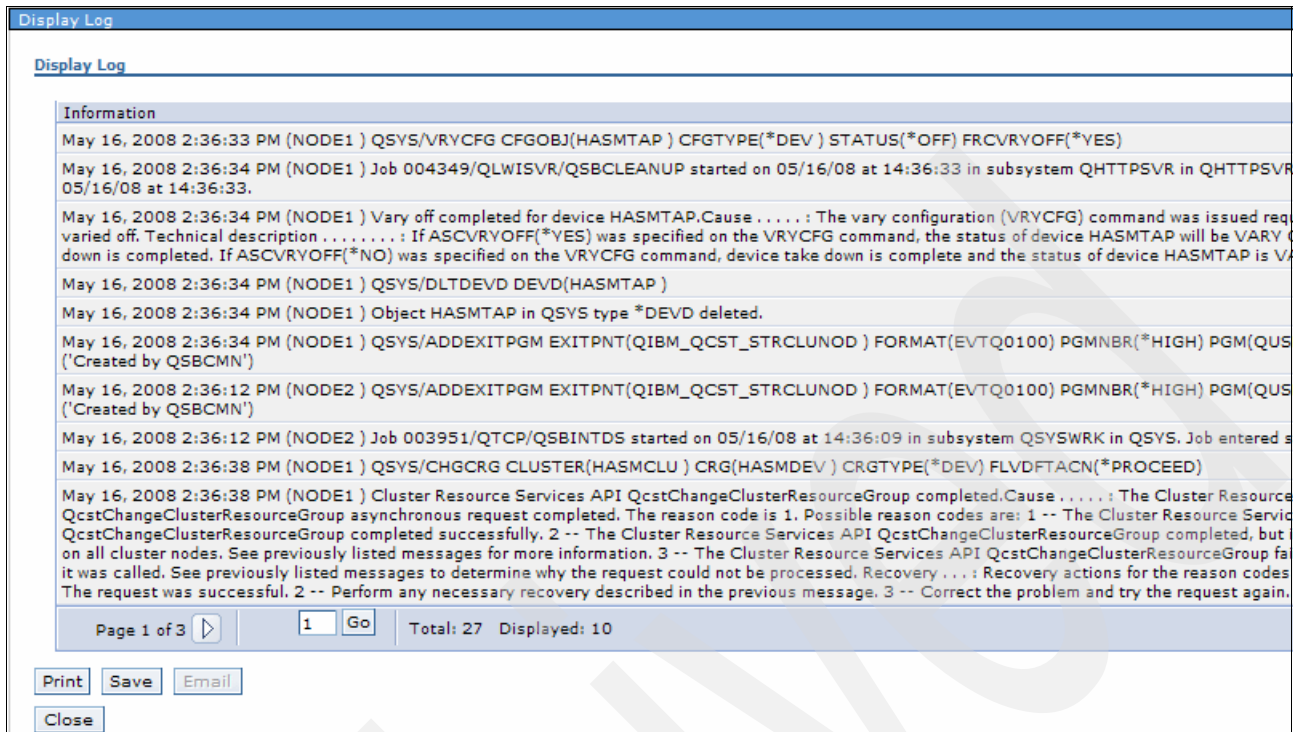 Display Log
Display Log
Information
May 16, 2008 2:36:33 PM (NODE1 ) QSYS/VRYCFG CFGOBJ(HASMTAP ) CFGTYPE(*DEV ) STATUS(*OFF) FRCVRYOFF(*YES)
May 16, 2008 2:36:34 PM (NODE1 ) Job 004349/QLWISVR/QSBCLEANUP started on 05/16/08 at 14:36:33 in subsystem QHTTPSVR in QHTTPSVR
05/16/08 at 14:36:33.
May 16, 2008 2:36:34 PM (NODE1 ) Vary off completed for device HASMTAP.Cause . . . . . : The vary configuration (VRYCFG) command was issued requ
varied off. Technical description . . . . . . . . : If ASCVRYOFF(*YES) was specified on the VRYCFG command, the status of device HASMTAP will be VARY
down is completed. If ASCVRYOFF(*NO) was specified on the VRYCFG command, device take down is complete and the status of device HASMTAP is VA
May 16, 2008 2:36:34 PM (NODE1 ) QSYS/DLTDEVD DEVD(HASMTAP )
May 16, 2008 2:36:34 PM (NODE1 ) Object HASMTAP in QSYS type *DEVD deleted.
May 16, 2008 2:36:34 PM (NODE1 ) QSYS/ADDEXITPGM EXITPNT(QIBM_QCST_STRCLUNOD ) FORMAT(EVTQ0100) PGMNBR(*HIGH) PGM(QUS
('Created by QSBCMN')
May 16, 2008 2:36:12 PM (NODE2 ) QSYS/ADDEXITPGM EXITPNT(QIBM_QCST_STRCLUNOD ) FORMAT(EVTQ0100) PGMNBR(*HIGH) PGM(QUS
('Created by QSBCMN')
May 16, 2008 2:36:12 PM (NODE2 ) Job 003951/QTCP/QSBINTDS started on 05/16/08 at 14:36:09 in subsystem QSYSWRK in QSYS. Job entered s
May 16, 2008 2:36:38 PM (NODE1 ) QSYS/CHGCRG CLUSTER(HASMCLU ) CRG(HASMDEV ) CRGTYPE(*DEV) FLVDFTACN(*PROCEED)
May 16, 2008 2:36:38 PM (NODE1 ) Cluster Resource Services API QcstChangeClusterResourceGroup completed.Cause . . . . . : The Cluster Resource
QcstChangeClusterResourceGroup asynchronous request completed. The reason code is 1. Possible reason codes are: 1 -- The Cluster Resource Servic
QcstChangeClusterResourceGroup completed successfully. 2 -- The Cluster Resource Services API QcstChangeClusterResourceGroup completed, but i
on all cluster nodes. See previously listed messages for more information. 3 -- The Cluster Resource Services API QcstChangeClusterResourceGroup fai
it was called. See previously listed messages to determine why the request could not be processed. Recovery . . . : Recovery actions for the reason codes
The request was successful. 2 -- Perform any necessary recovery described in the previous message. 3 -- Correct the problem and try the request again.
Page 1 of 3 1 Go Total: 27 Displayed: 10
Print Save Email
Close